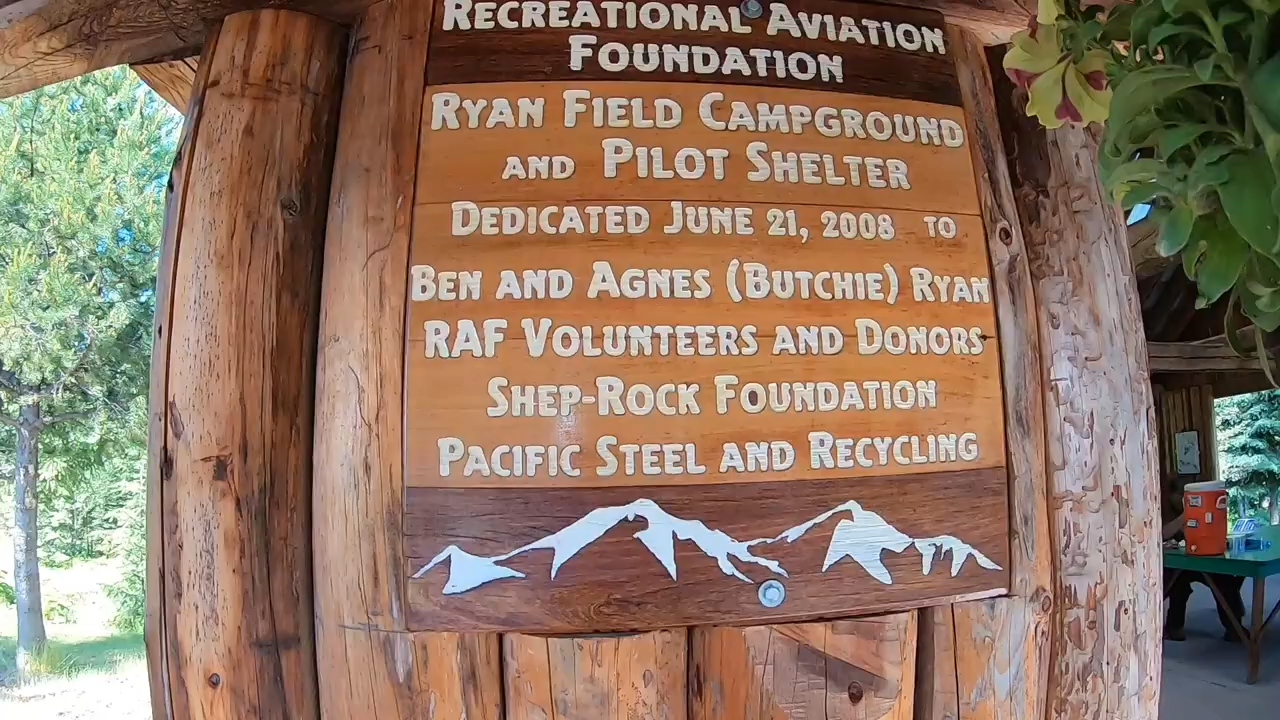 RECREATIONAL AVIATION
FOUNDATION
RYAN FIELD CAMPGROUND
AND PILOT SHELTER
DEDICATED JUNE 21, 2008 TO
BEN AND AGNES (BUTCHIE) RYAN
RAF VOLUNTEERS AND DONORS
SHEP-ROCK FOUNDATION
PACIFIC STEEL AND RECYCLING